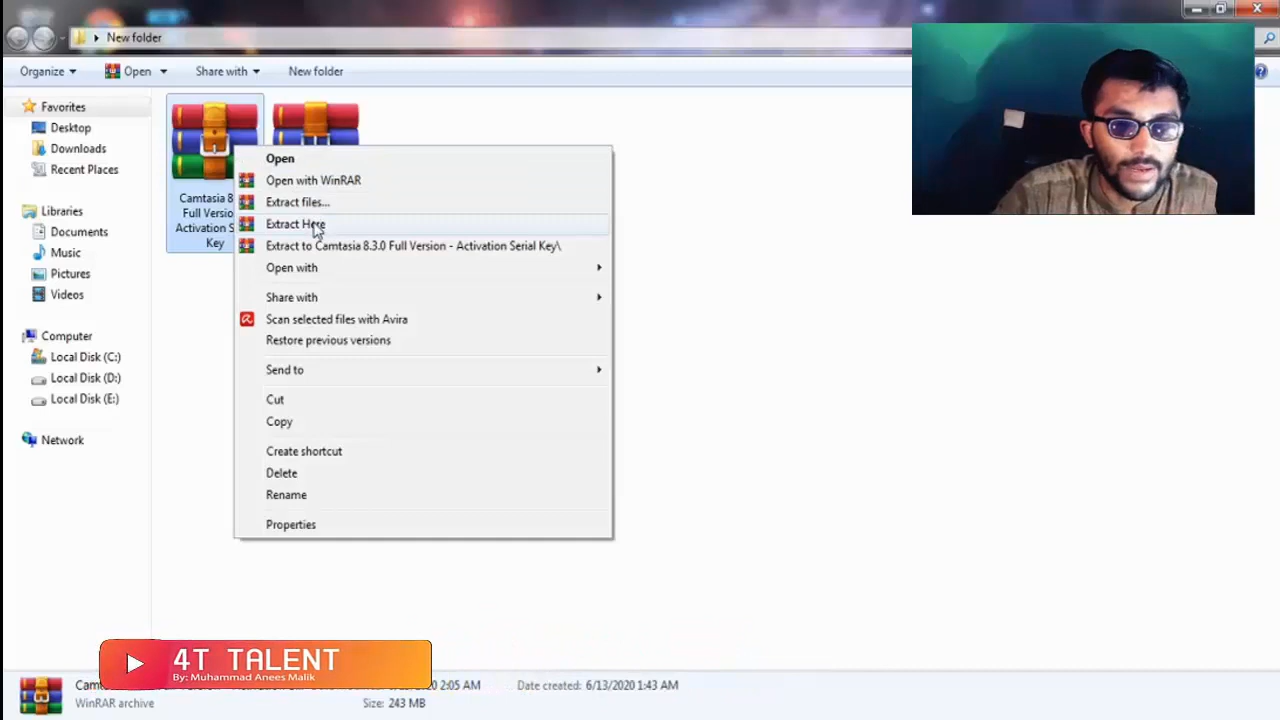 New folder
Organize
Open
Share with
New folder
Favorites
Desktop
Downloads
Recent Places
Libraries
Documents
Music
Pictures
Videos
Computer
Local Disk (C:)
Local Disk (D:)
Local Disk (E:)
Network
Camtasia 8
Full Versio
Activation S
Key
Open
Open with WinRAR
Extract files...
Extract Here
Extract to Camtasia 8.3.0 Full Version - Activation Serial Key\
Open with
Share with
Scan selected files with Avira
Restore previous versions
Send to
Cut
Copy
Create shortcut
Delete
Rename
Properties
4T TALENT
By: Muhammad Anees Malik
2:05 AM
Date created: 6/13/2020 1:43 AM
WinRAR archive
Size: 243 MB